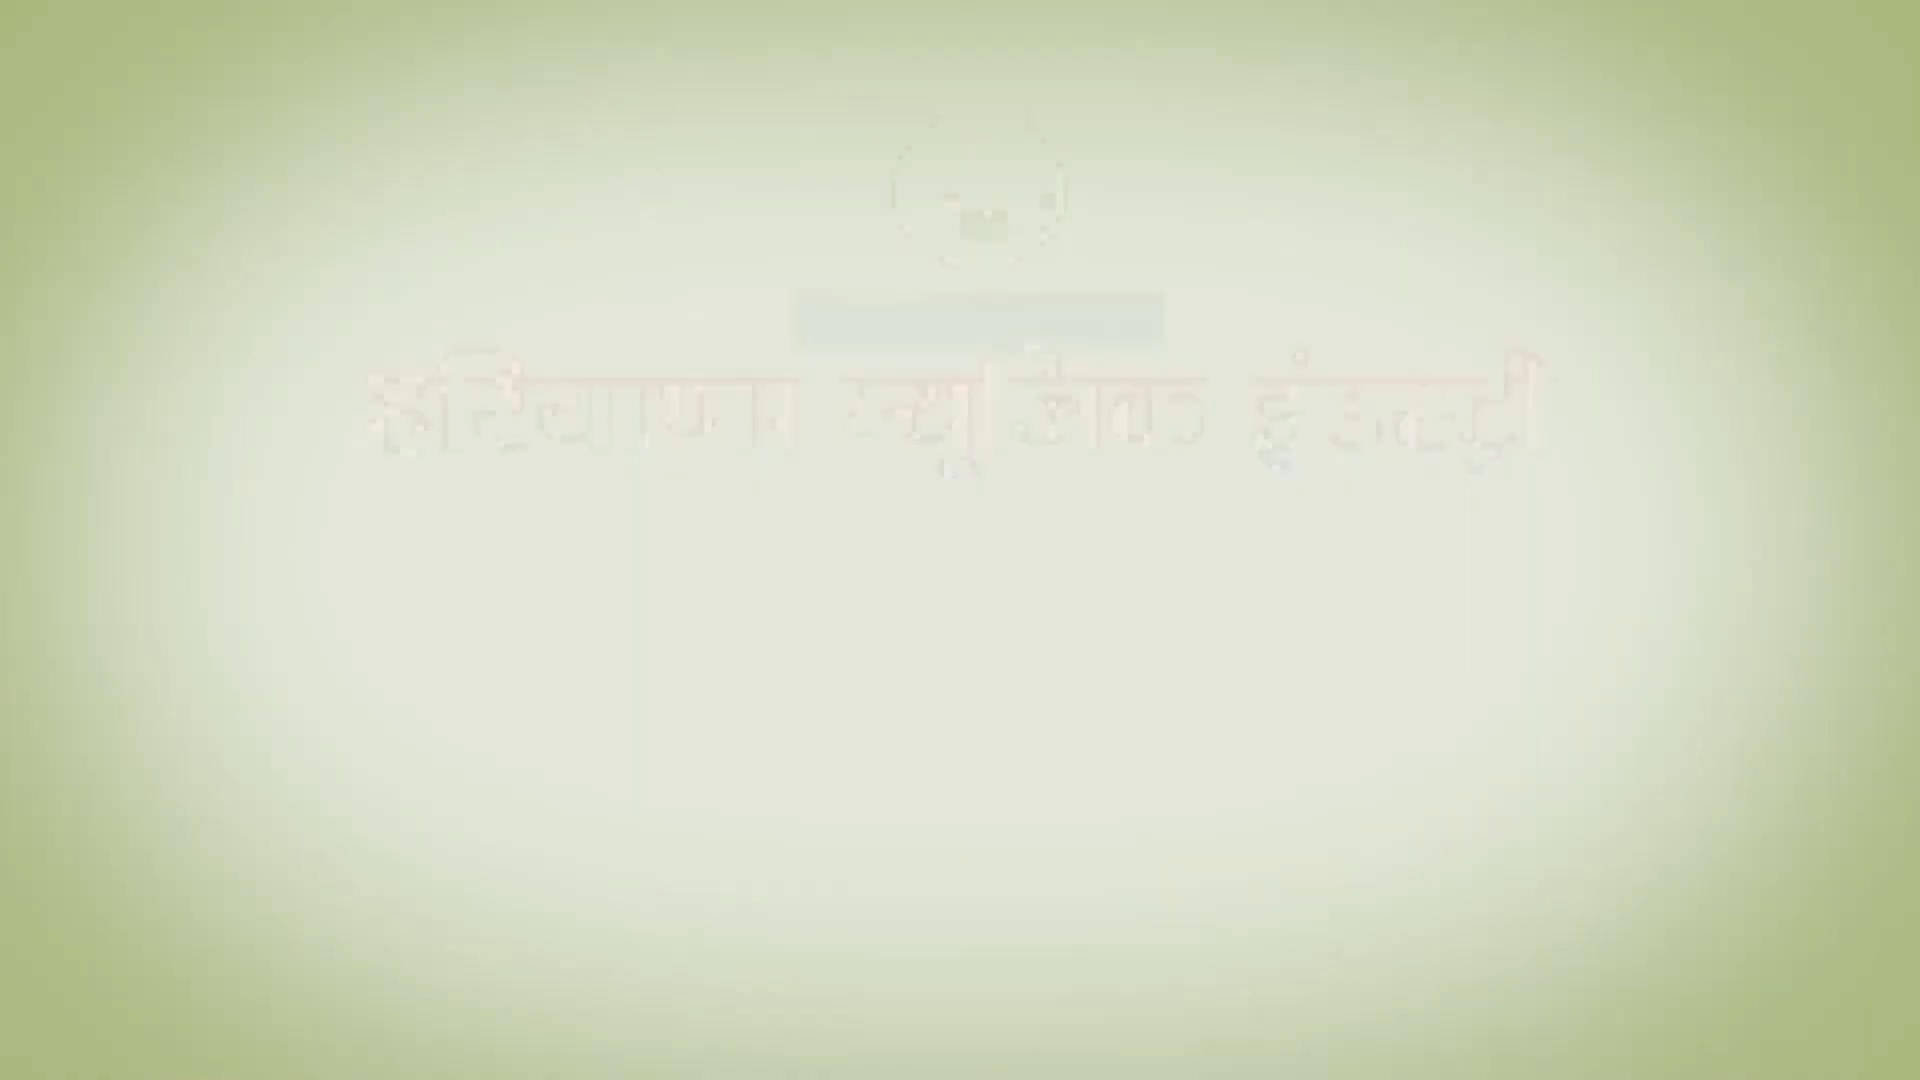 हरियाणवी म्यूजिक इंडस्ट्री